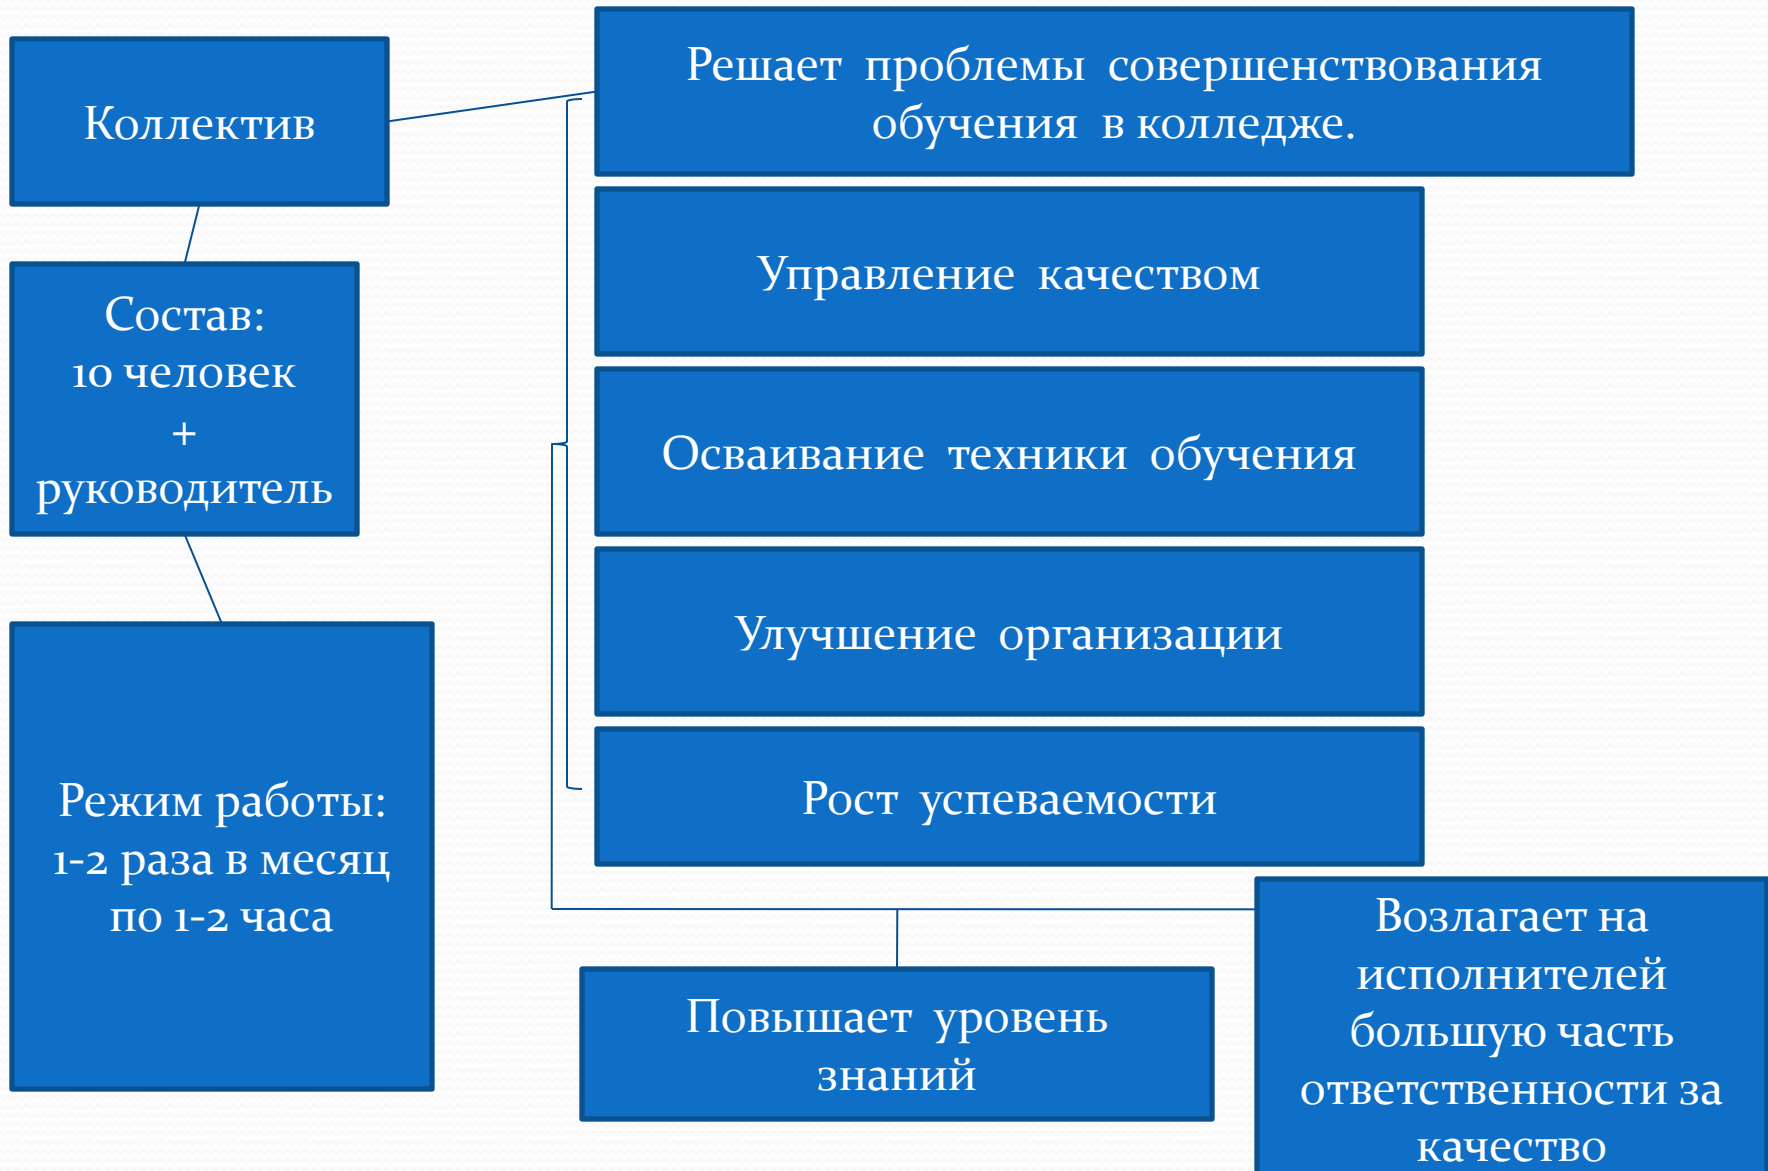 Коллектив
Состав:
10 человек
+
руководитель
Режим работы:
1-2 раза в месяц
по 1-2 часа
Решает проблемы совершенствования
обучения в колледже.
Управление качеством
Осваивание техники обучения
Улучшение организации
Рост успеваемости
Повышает уровень
знаний
Возлагает на
исполнителей
большую часть
ответственности за
качество